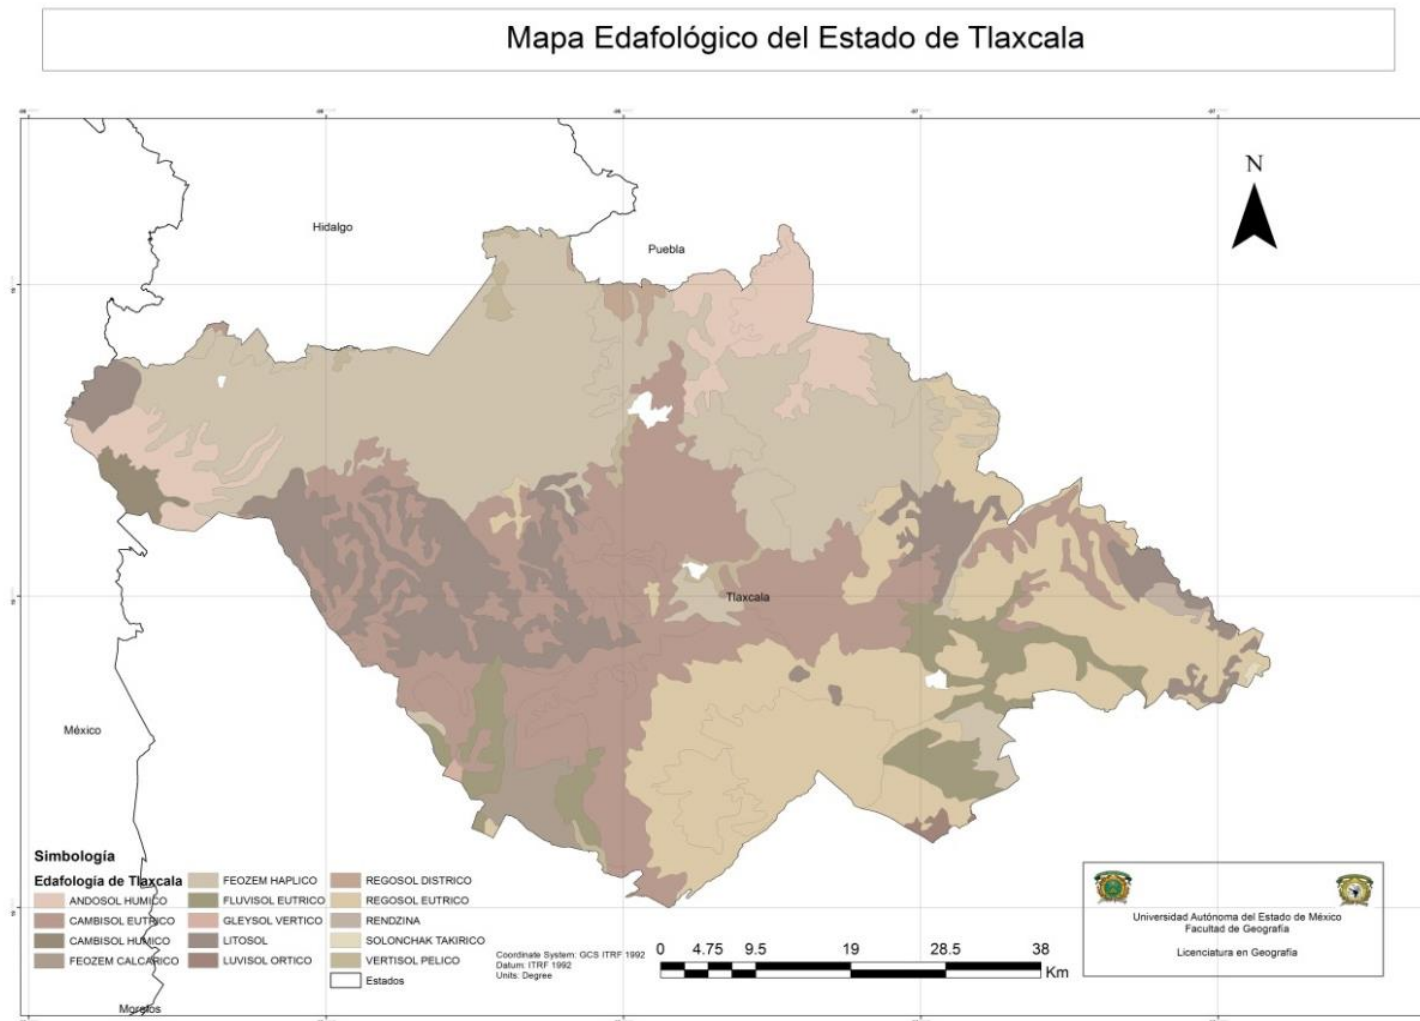 Mapa Edafológico del Estado de Tlaxcala
N
Hidalgo
Puebla
Tlaxcala
México
Morelos
Simbología
Edafología de Tlaxcala
ANDOSOL HUMICO
CAMBISOL EUTRICO
CAMBISOL HUMICO
FEOZEM CALCARICO
FEOZEM HAPLICO
FLUVISOL EUTRICO
GLEYSOL VERTICO
LITOSOL
LUVISOL ORTICO
REGOSOL DISTRICO
REGOSOL EUTRICO
RENDZINA
SOLONCHAK TAKIRICO
VERTISOL PELICO
Estados
Coordinate System: GCS ITRF 1992
Datum: ITRF 1992
Units: Degree
0 4.75 9.5 19 28.5 38
Km
Universidad Autónoma del Estado de México
Facultad de Geografía
Licenciatura en Geografía